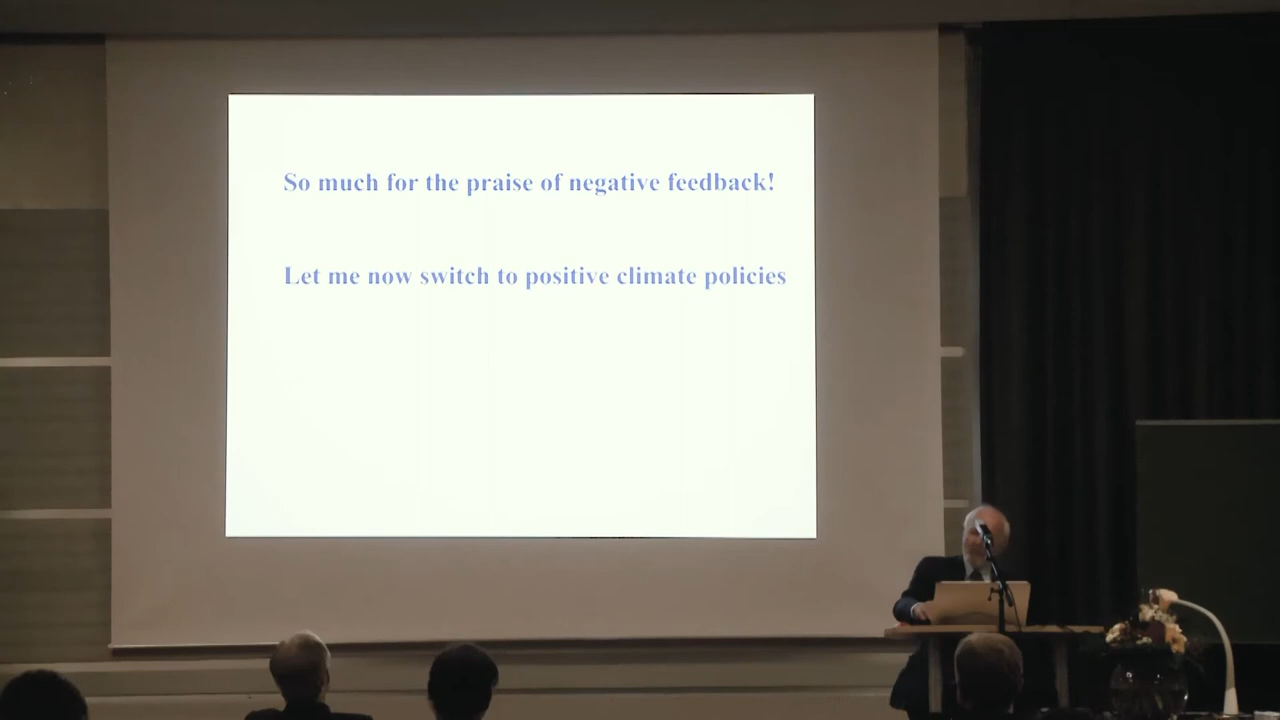 So much for the praise of negative feedback!
Let me now switch to positive climate policies